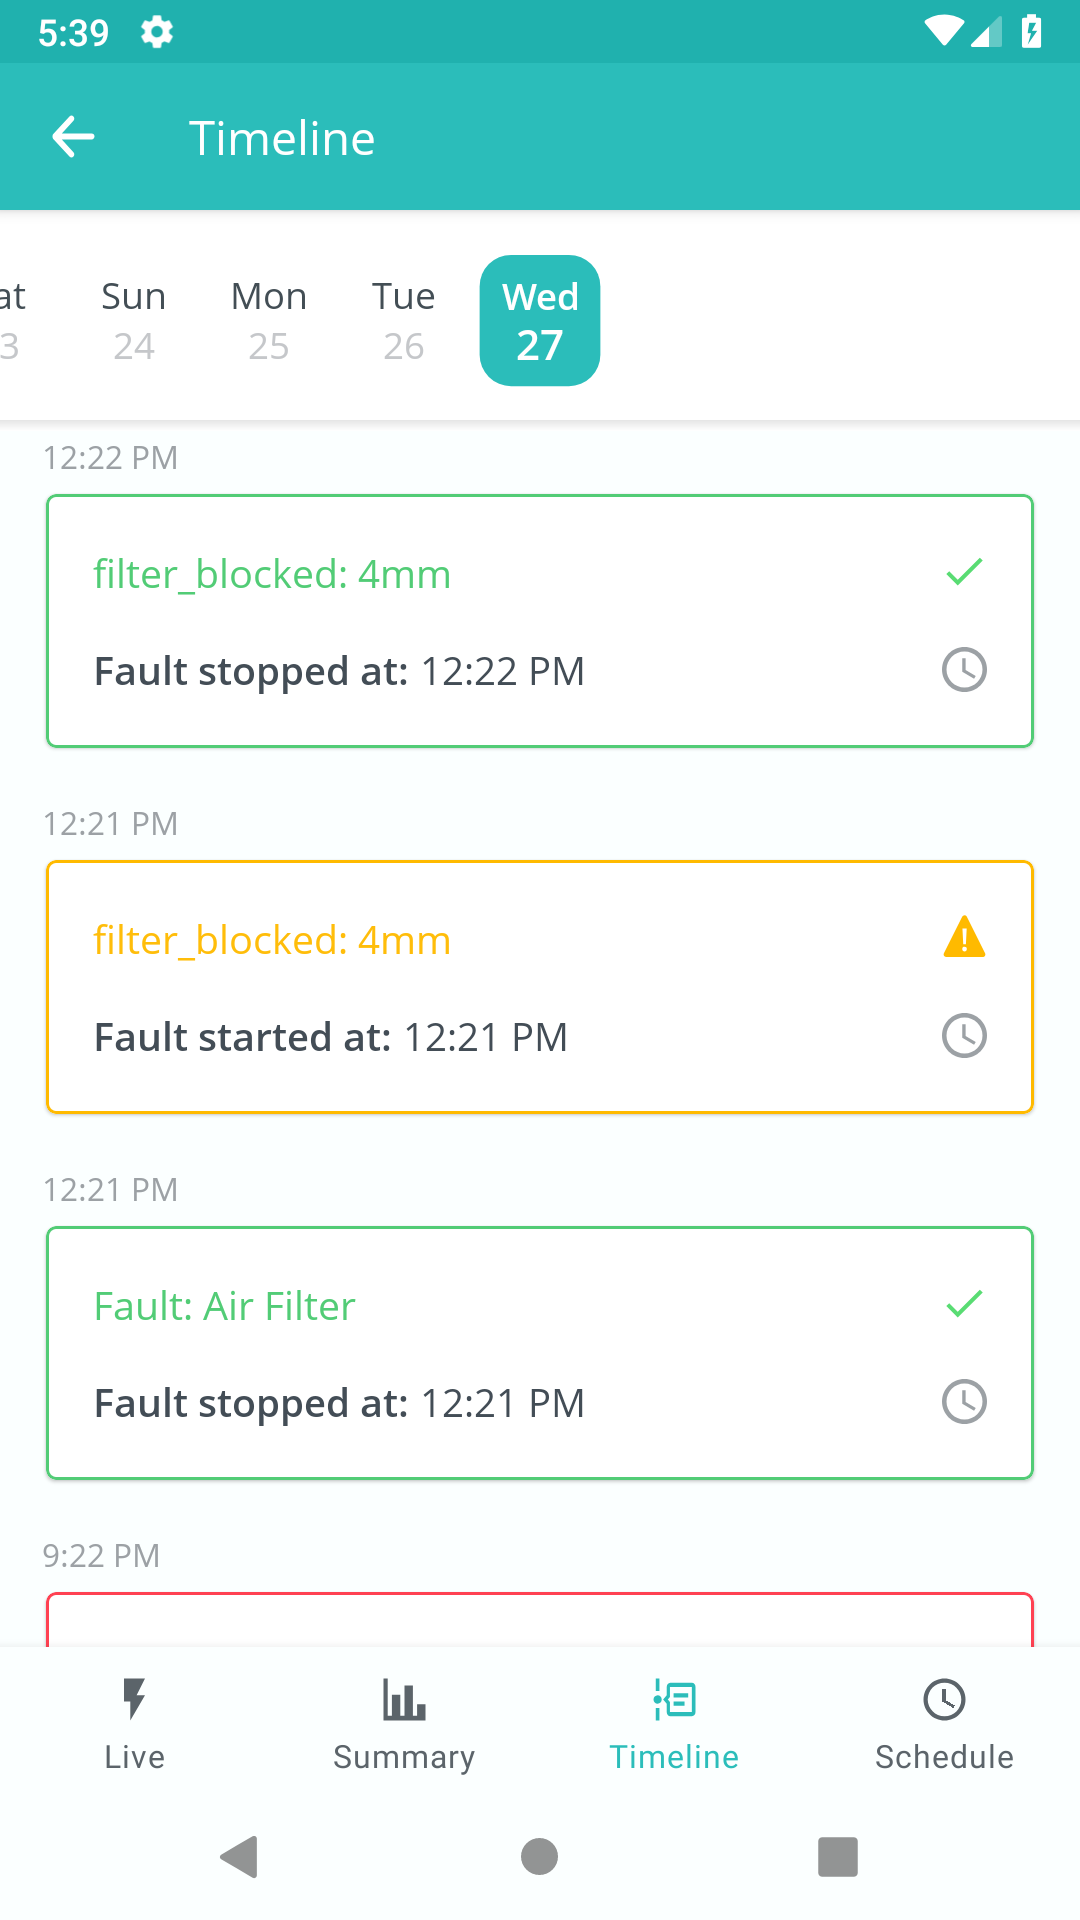 5:39
Timeline
at Sun Mon Tue Wed
3 24 25 26 27
12:22 PM
filter_blocked: 4mm
Fault stopped at: 12:22 PM
12:21 PM
filter_blocked: 4mm
Fault started at: 12:21 PM
12:21 PM
Fault: Air Filter
Fault stopped at: 12:21 PM
9:22 PM
Live Summary Timeline Schedule